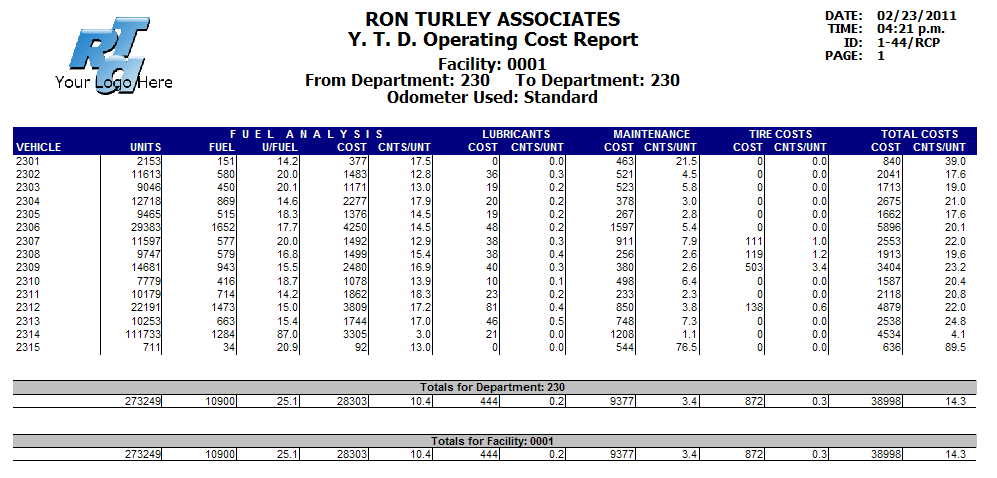 RTA
Your Logo Here
RON TURLEY ASSOCIATES
Y. T. D. Operating Cost Report
Facility: 0001
From Department: 230 To Department: 230
Odometer Used: Standard
DATE: 02/23/2011
TIME: 04:21 p.m.
ID: 1-44/RCP
PAGE: 1
FUEL ANALYSIS LUBRICANTS MAINTENANCE TIRE COSTS TOTAL COSTS
VEHICLE UNITS FUEL U/FUEL COST CNTS/UNT COST CNTS/UNT COST CNTS/UNT COST CNTS/UNT COST CNTS/UNT
2301 2153 151 14.2 377 17.5 0 0.0 463 21.5 0 0.0 840 39.0
2302 11613 580 20.0 1483 12.8 36 0.3 521 4.5 0 0.0 2041 17.6
2303 9046 450 20.1 1171 13.0 19 0.2 523 5.8 0 0.0 1713 19.0
2304 12718 869 14.6 2277 17.9 20 0.2 378 3.0 0 0.0 2675 21.0
2305 9465 515 18.3 1376 14.5 19 0.2 267 2.8 0 0.0 1662 17.6
2306 29383 1652 17.7 4250 14.5 48 0.2 1597 5.4 0 0.0 5896 20.1
2307 11597 577 20.0 1492 12.9 38 0.3 911 7.9 111 1.0 2553 22.0
2308 9747 579 16.8 1499 15.4 38 0.4 256 2.6 119 1.2 1913 19.6
2309 14681 943 15.5 2480 16.9 40 0.3 380 2.6 503 3.4 3404 23.2
2310 7779 416 18.7 1078 13.9 10 0.1 498 6.4 0 0.0 1587 20.4
2311 10179 714 14.2 1862 18.3 23 0.2 233 2.3 0 0.0 2118 20.8
2312 22191 1473 15.0 3809 17.2 81 0.4 850 3.8 138 0.6 4879 22.0
2313 10253 663 15.4 1744 17.0 46 0.5 748 7.3 0 0.0 2538 24.8
2314 111733 1284 87.0 3305 3.0 21 0.0 1208 1.1 0 0.0 4534 4.1
2315 711 34 20.9 92 13.0 0 0.0 544 76.5 0 0.0 636 89.5
Totals for Department: 230
273249 10900 25.1 28303 10.4 444 0.2 9377 3.4 872 0.3 38998 14.3
Totals for Facility: 0001
273249 10900 25.1 28303 10.4 444 0.2 9377 3.4 872 0.3 38998 14.3